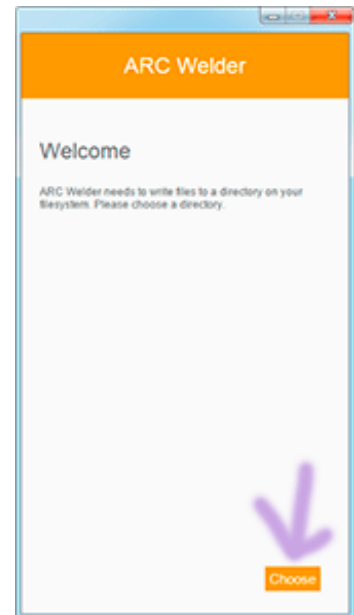 ARC Welder
Welcome
ARC Welder needs to write files to a directory on your
filesystem. Please choose a directory.
Choose